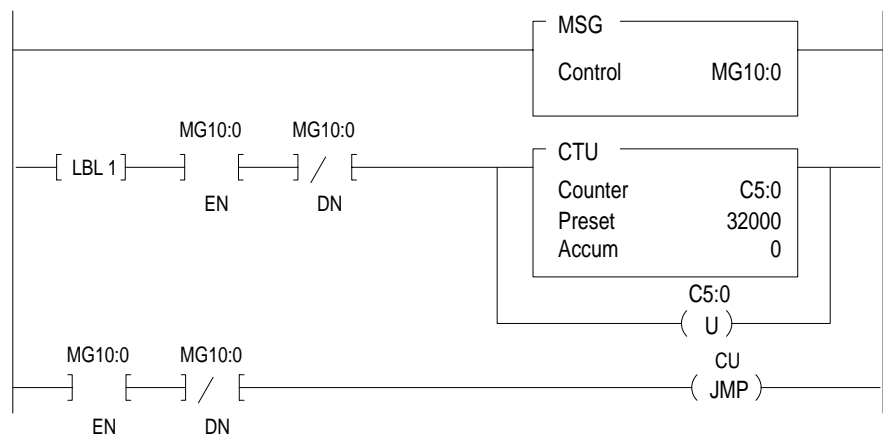 MSG
Control MG10:0
MG10:0 MG10:0
LBL 1
EN DN
CTU
Counter C5:0
Preset 32000
Accum 0
C5:0
U
CU
MG10:0 MG10:0
JMP
EN DN